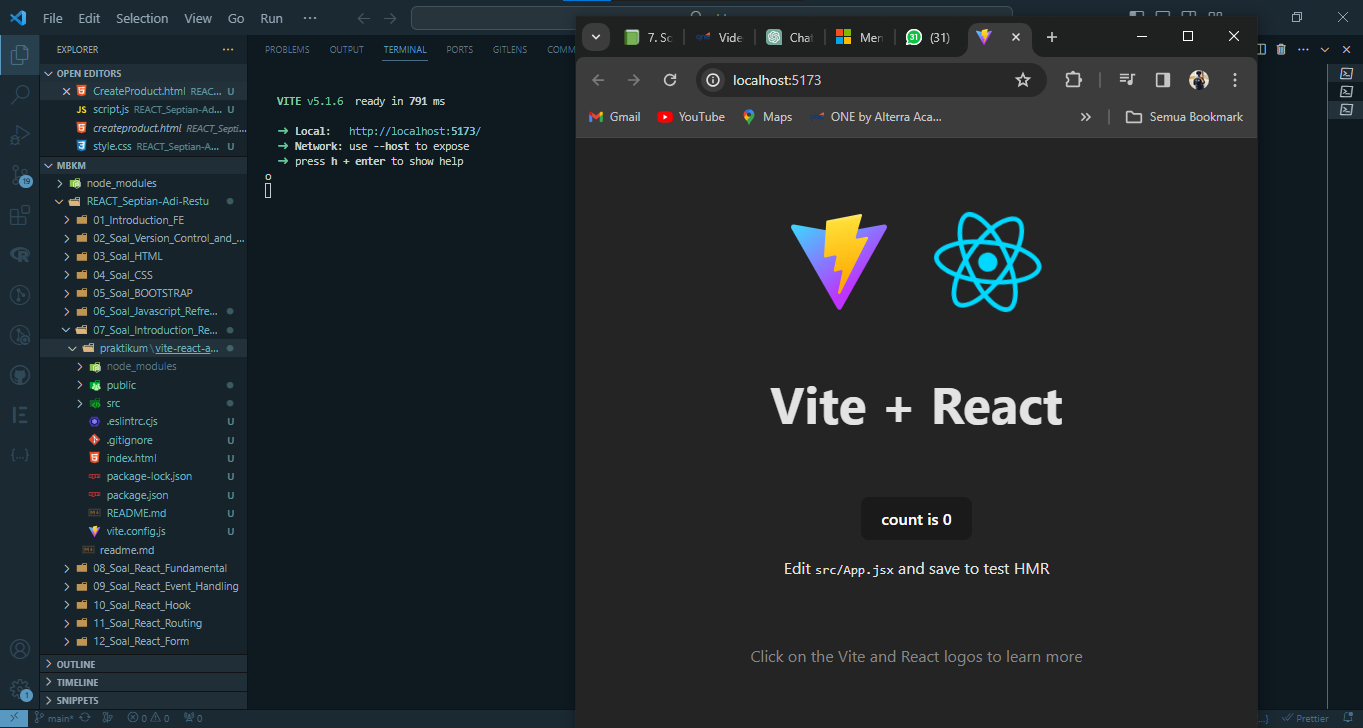 File Edit Selection View Go Run ...
EXPLORER ...
OPEN EDITORS
CreateProduct.html REAC... U
JS script.js REACT_Septian-Ad... U
createproduct.html REACT_Septi...
style.css REACT_Septian-A... U
MBKM
node_modules
REACT_Septian-Adi-Restu
01_Introduction_FE
02_Soal_Version_Control_and_...
03_Soal_HTML
04_Soal_CSS
05_Soal_BOOTSTRAP
06_Soal_Javascript_Refre...
07_Soal_Introduction_Re...
praktikum\vite-react-a...
node_modules
public
src
.eslintrc.cjs U
.gitignore U
index.html U
package-lock.json U
package.json U
README.md U
vite.config.js U
readme.md
08_Soal_React_Fundamental
09_Soal_React_Event_Handling
10_Soal_React_Hook
11_Soal_React_Routing
12_Soal_React_Form
OUTLINE
TIMELINE
SNIPPETS
19
1
main* 0 0 0
Prettier
PROBLEMS OUTPUT TERMINAL PORTS GITLENS COMM
VITE v5.1.6 ready in 791 ms
➜ Local: http://localhost:5173/
➜ Network: use --host to expose
➜ press h + enter to show help
o
7. So Vide Chat Men (31)
localhost:5173
Gmail YouTube Maps ONE by Alterra Aca... » Semua Bookmark
Vite + React
count is 0
Edit src/App.jsx and save to test HMR
Click on the Vite and React logos to learn more